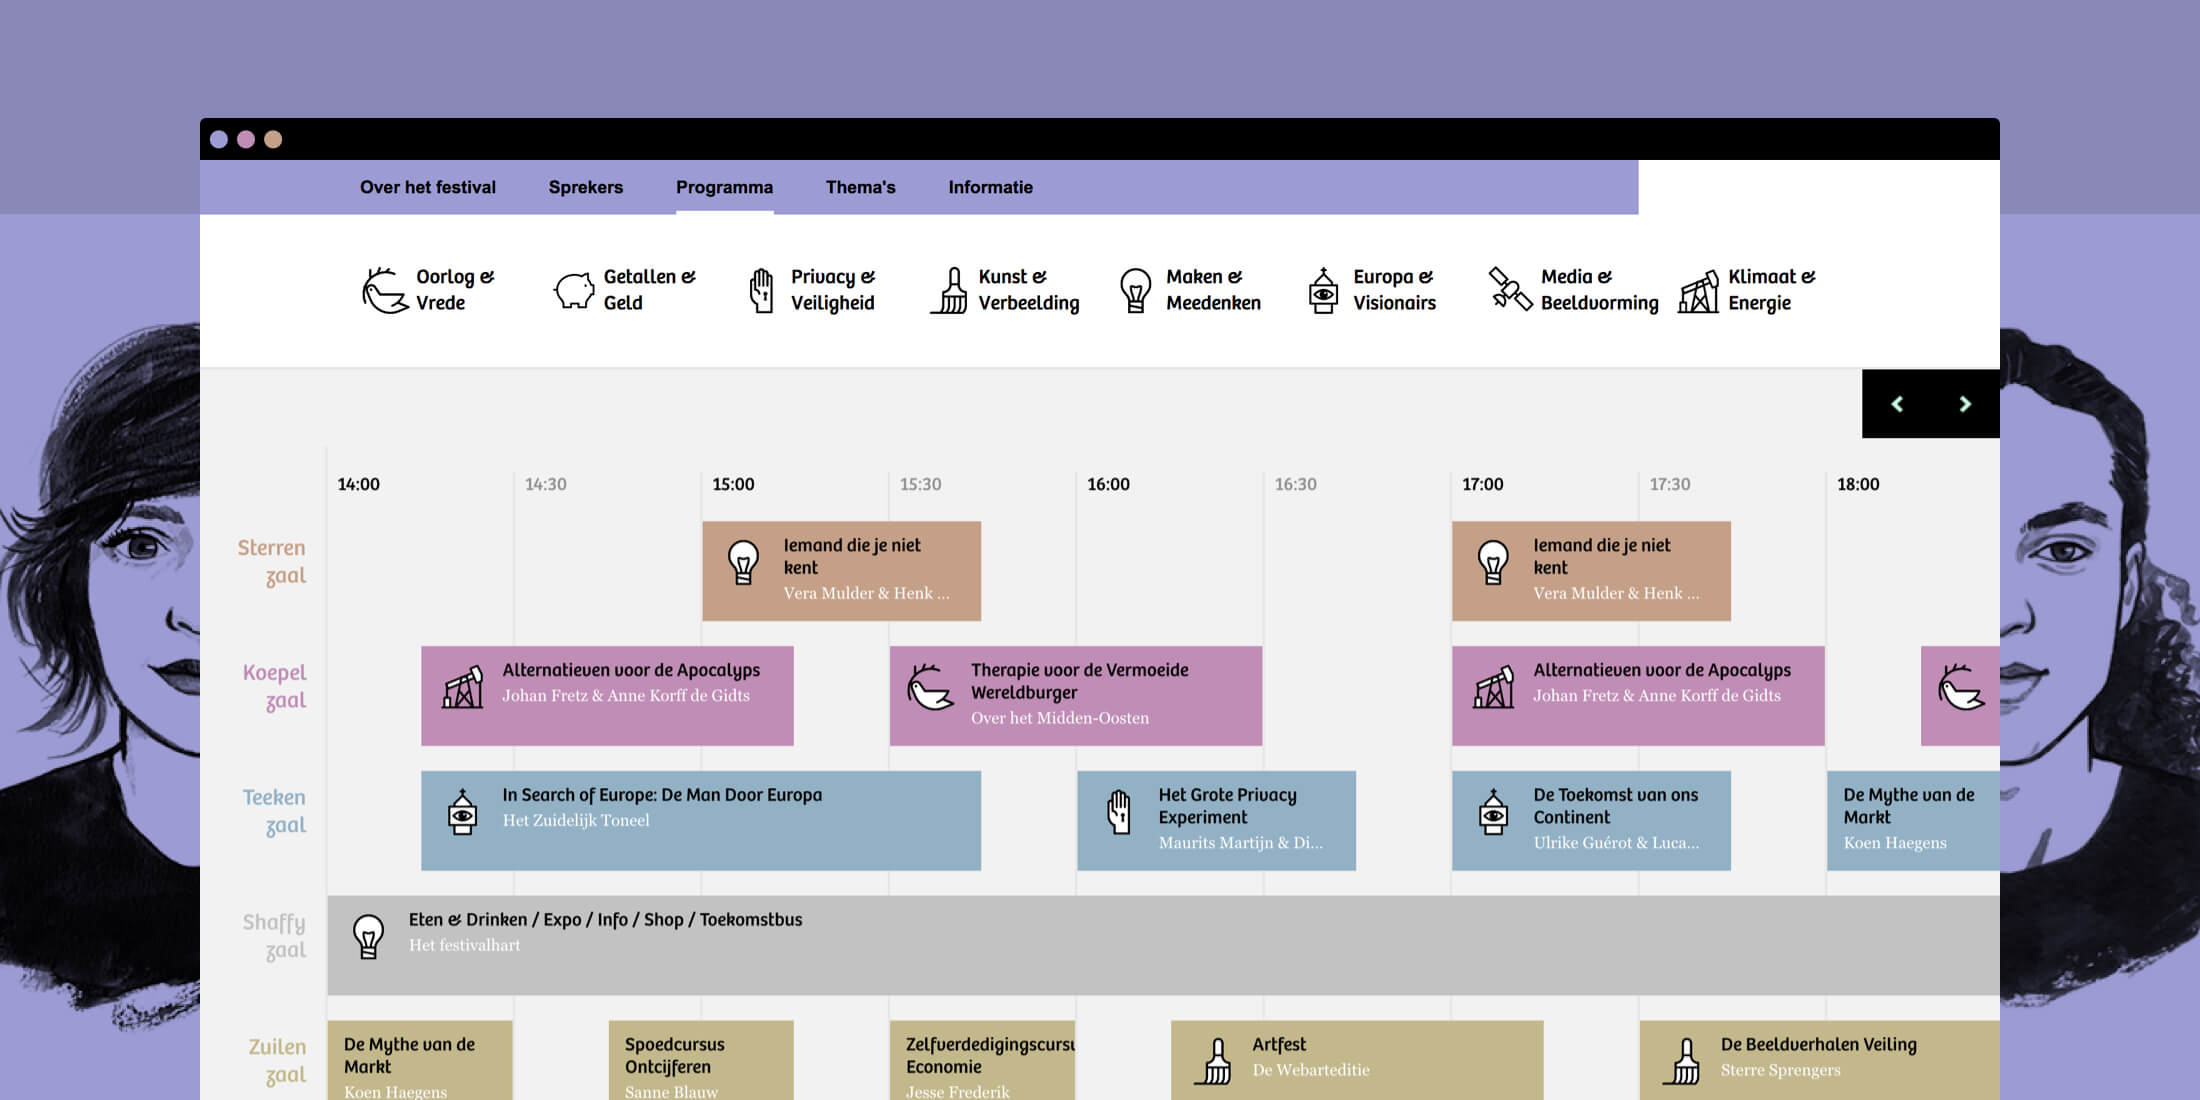 Over het festival
Sprekers
Programma
Thema's
Informatie
Oorlog &
Vrede
Getallen &
Geld
Privacy &
Veiligheid
Kunst &
Verbeelding
Maken &
Meedenken
Europa &
Visionairs
Media &
Beeldvorming
Klimaat &
Energie
14:00
14:30
15:00
15:30
16:00
16:30
17:00
17:30
18:00
Sterren
zaal
Iemand die je niet
kent
Vera Mulder & Henk ...
Iemand die je niet
kent
Vera Mulder & Henk ...
Koepel
zaal
Alternatieven voor de Apocalyps
Johan Fretz & Anne Korff de Gidts
Therapie voor de Vermoeide
Wereldburger
Over het Midden-Oosten
Alternatieven voor de Apocalyps
Johan Fretz & Anne Korff de Gidts
Teeken
zaal
In Search of Europe: De Man Door Europa
Het Zuidelijk Toneel
Het Grote Privacy
Experiment
Maurits Martijn & Di...
De Toekomst van ons
Continent
Ulrike Guérot & Luca...
De Mythe van de
Markt
Koen Haegens
Shaffy
zaal
Eten & Drinken / Expo / Info / Shop / Toekomstbus
Het festivalhart
Zuilen
zaal
De Mythe van de
Markt
Koen Haegens
Spoedcursus
Ontcijferen
Sanne Blauw
Zelfverdedigingscursu
Economie
Jesse Frederik
Artfest
De Webarteditie
De Beeldverhalen Veiling
Sterre Sprengers